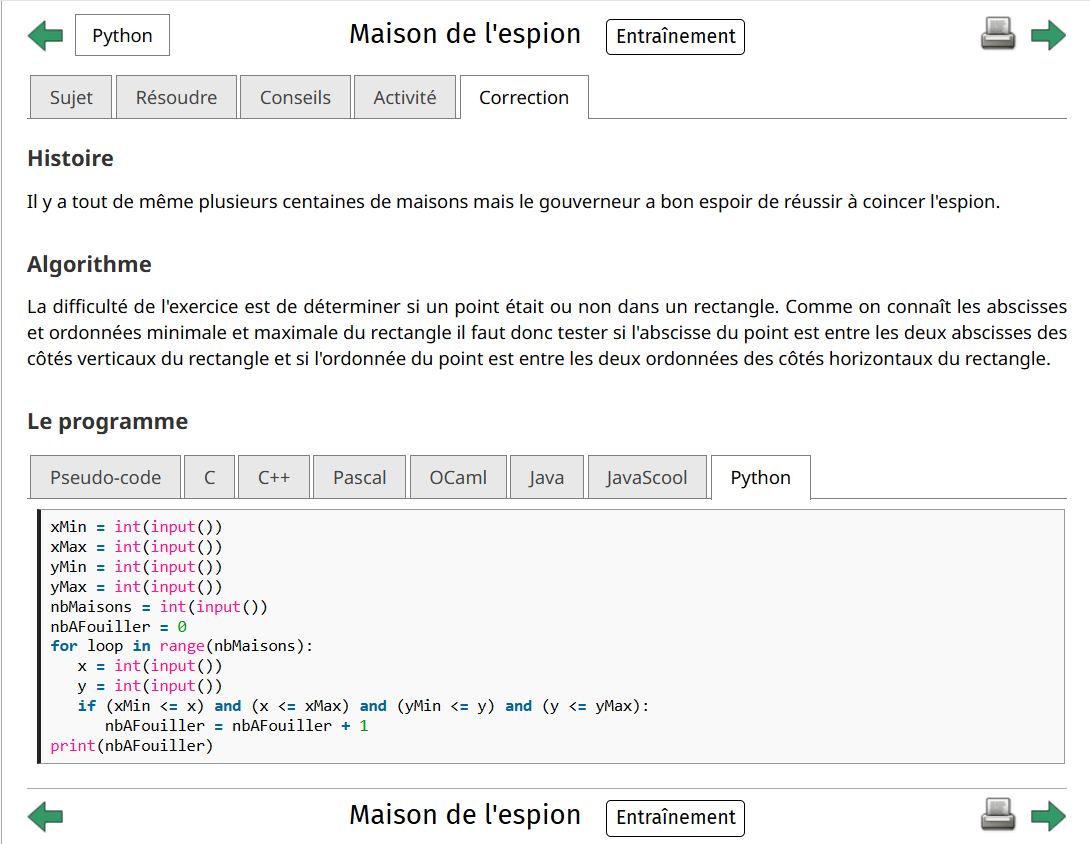 Python Maison de l'espion Entraînement
Sujet Résoudre Conseils Activité Correction
Histoire
Il y a tout de même plusieurs centaines de maisons mais le gouverneur a bon espoir de réussir à coincer l'espion.
Algorithme
La difficulté de l'exercice est de déterminer si un point était ou non dans un rectangle. Comme on connaît les abscisses
et ordonnées minimale et maximale du rectangle il faut donc tester si l'abscisse du point est entre les deux abscisses des
côtés verticaux du rectangle et si l'ordonnée du point est entre les deux ordonnées des côtés horizontaux du rectangle.
Le programme
Pseudo-code C C++ Pascal OCaml Java JavaScool Python
xMin = int(input())
xMax = int(input())
yMin = int(input())
yMax = int(input())
nbMaisons = int(input())
nbAFouiller = 0
for loop in range(nbMaisons):
   x = int(input())
   y = int(input())
   if (xMin <= x) and (x <= xMax) and (yMin <= y) and (y <= yMax):
      nbAFouiller = nbAFouiller + 1
print(nbAFouiller)
Maison de l'espion Entraînement